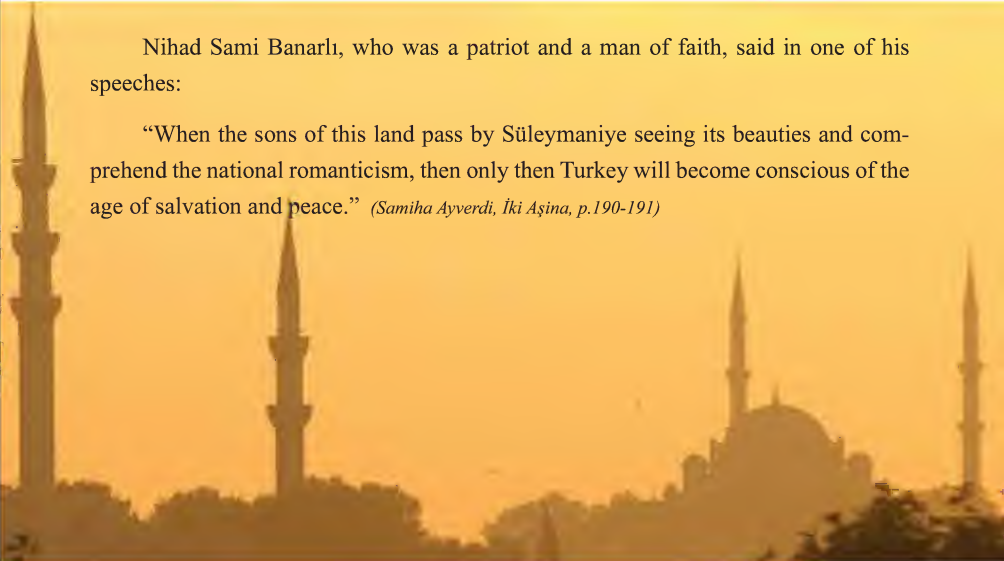 Nihad Sami Banarlı, who was a patriot and a man of faith, said in one of his
speeches:
“When the sons of this land pass by Süleymaniye seeing its beauties and com-
prehend the national romanticism, then only then Turkey will become conscious of the
age of salvation and peace.” (Samiha Ayverdi, İki Aşina, p.190-191)